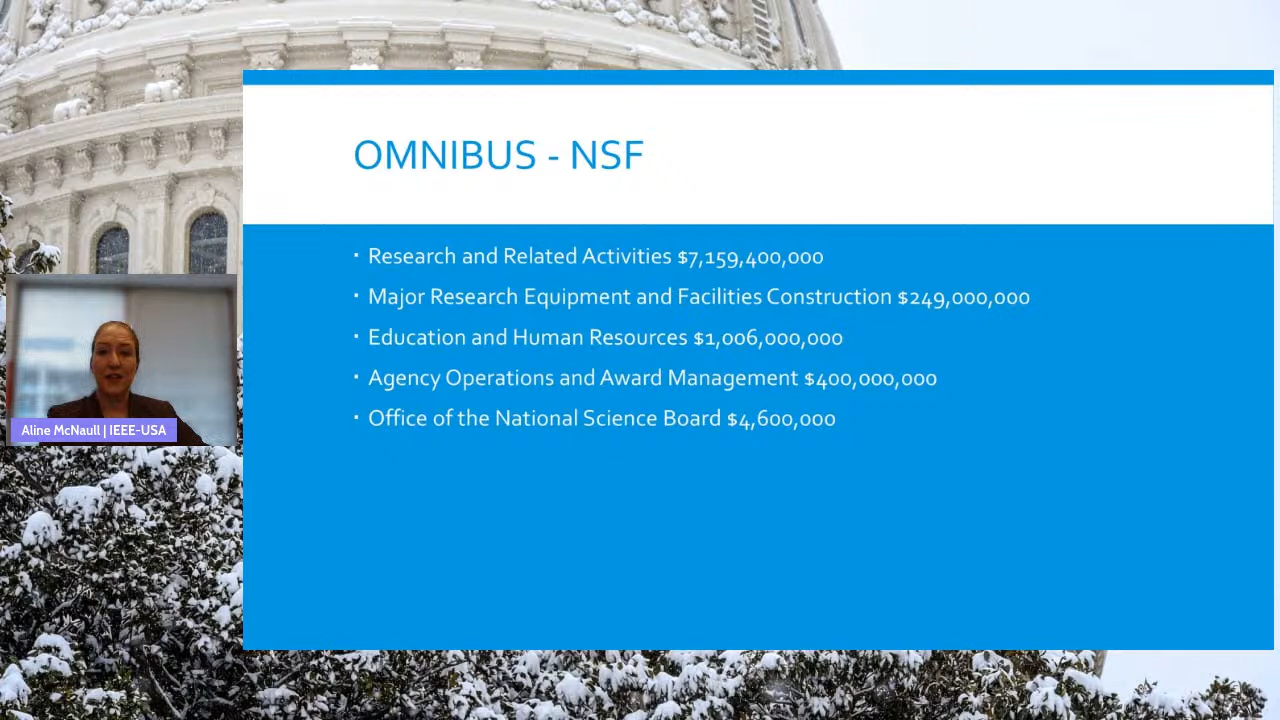 OMNIBUS - NSF
▪ Research and Related Activities $7,159,400,000
▪ Major Research Equipment and Facilities Construction $249,000,000
▪ Education and Human Resources $1,006,000,000
▪ Agency Operations and Award Management $400,000,000
▪ Office of the National Science Board $4,600,000
Aline McNaull | IEEE-USA